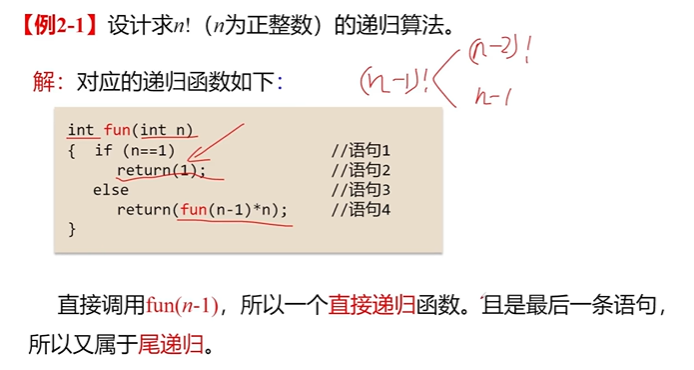 【例2-1】设计求n!（n为正整数）的递归算法。
解：对应的递归函数如下：
(n-1)!
(n-2)!
n-1
int fun(int n)
{ if (n==1) //语句1
return(1); //语句2
else //语句3
return(fun(n-1)*n); //语句4
}
直接调用fun(n-1)，所以一个直接递归函数。且是最后一条语句，
所以又属于尾递归。